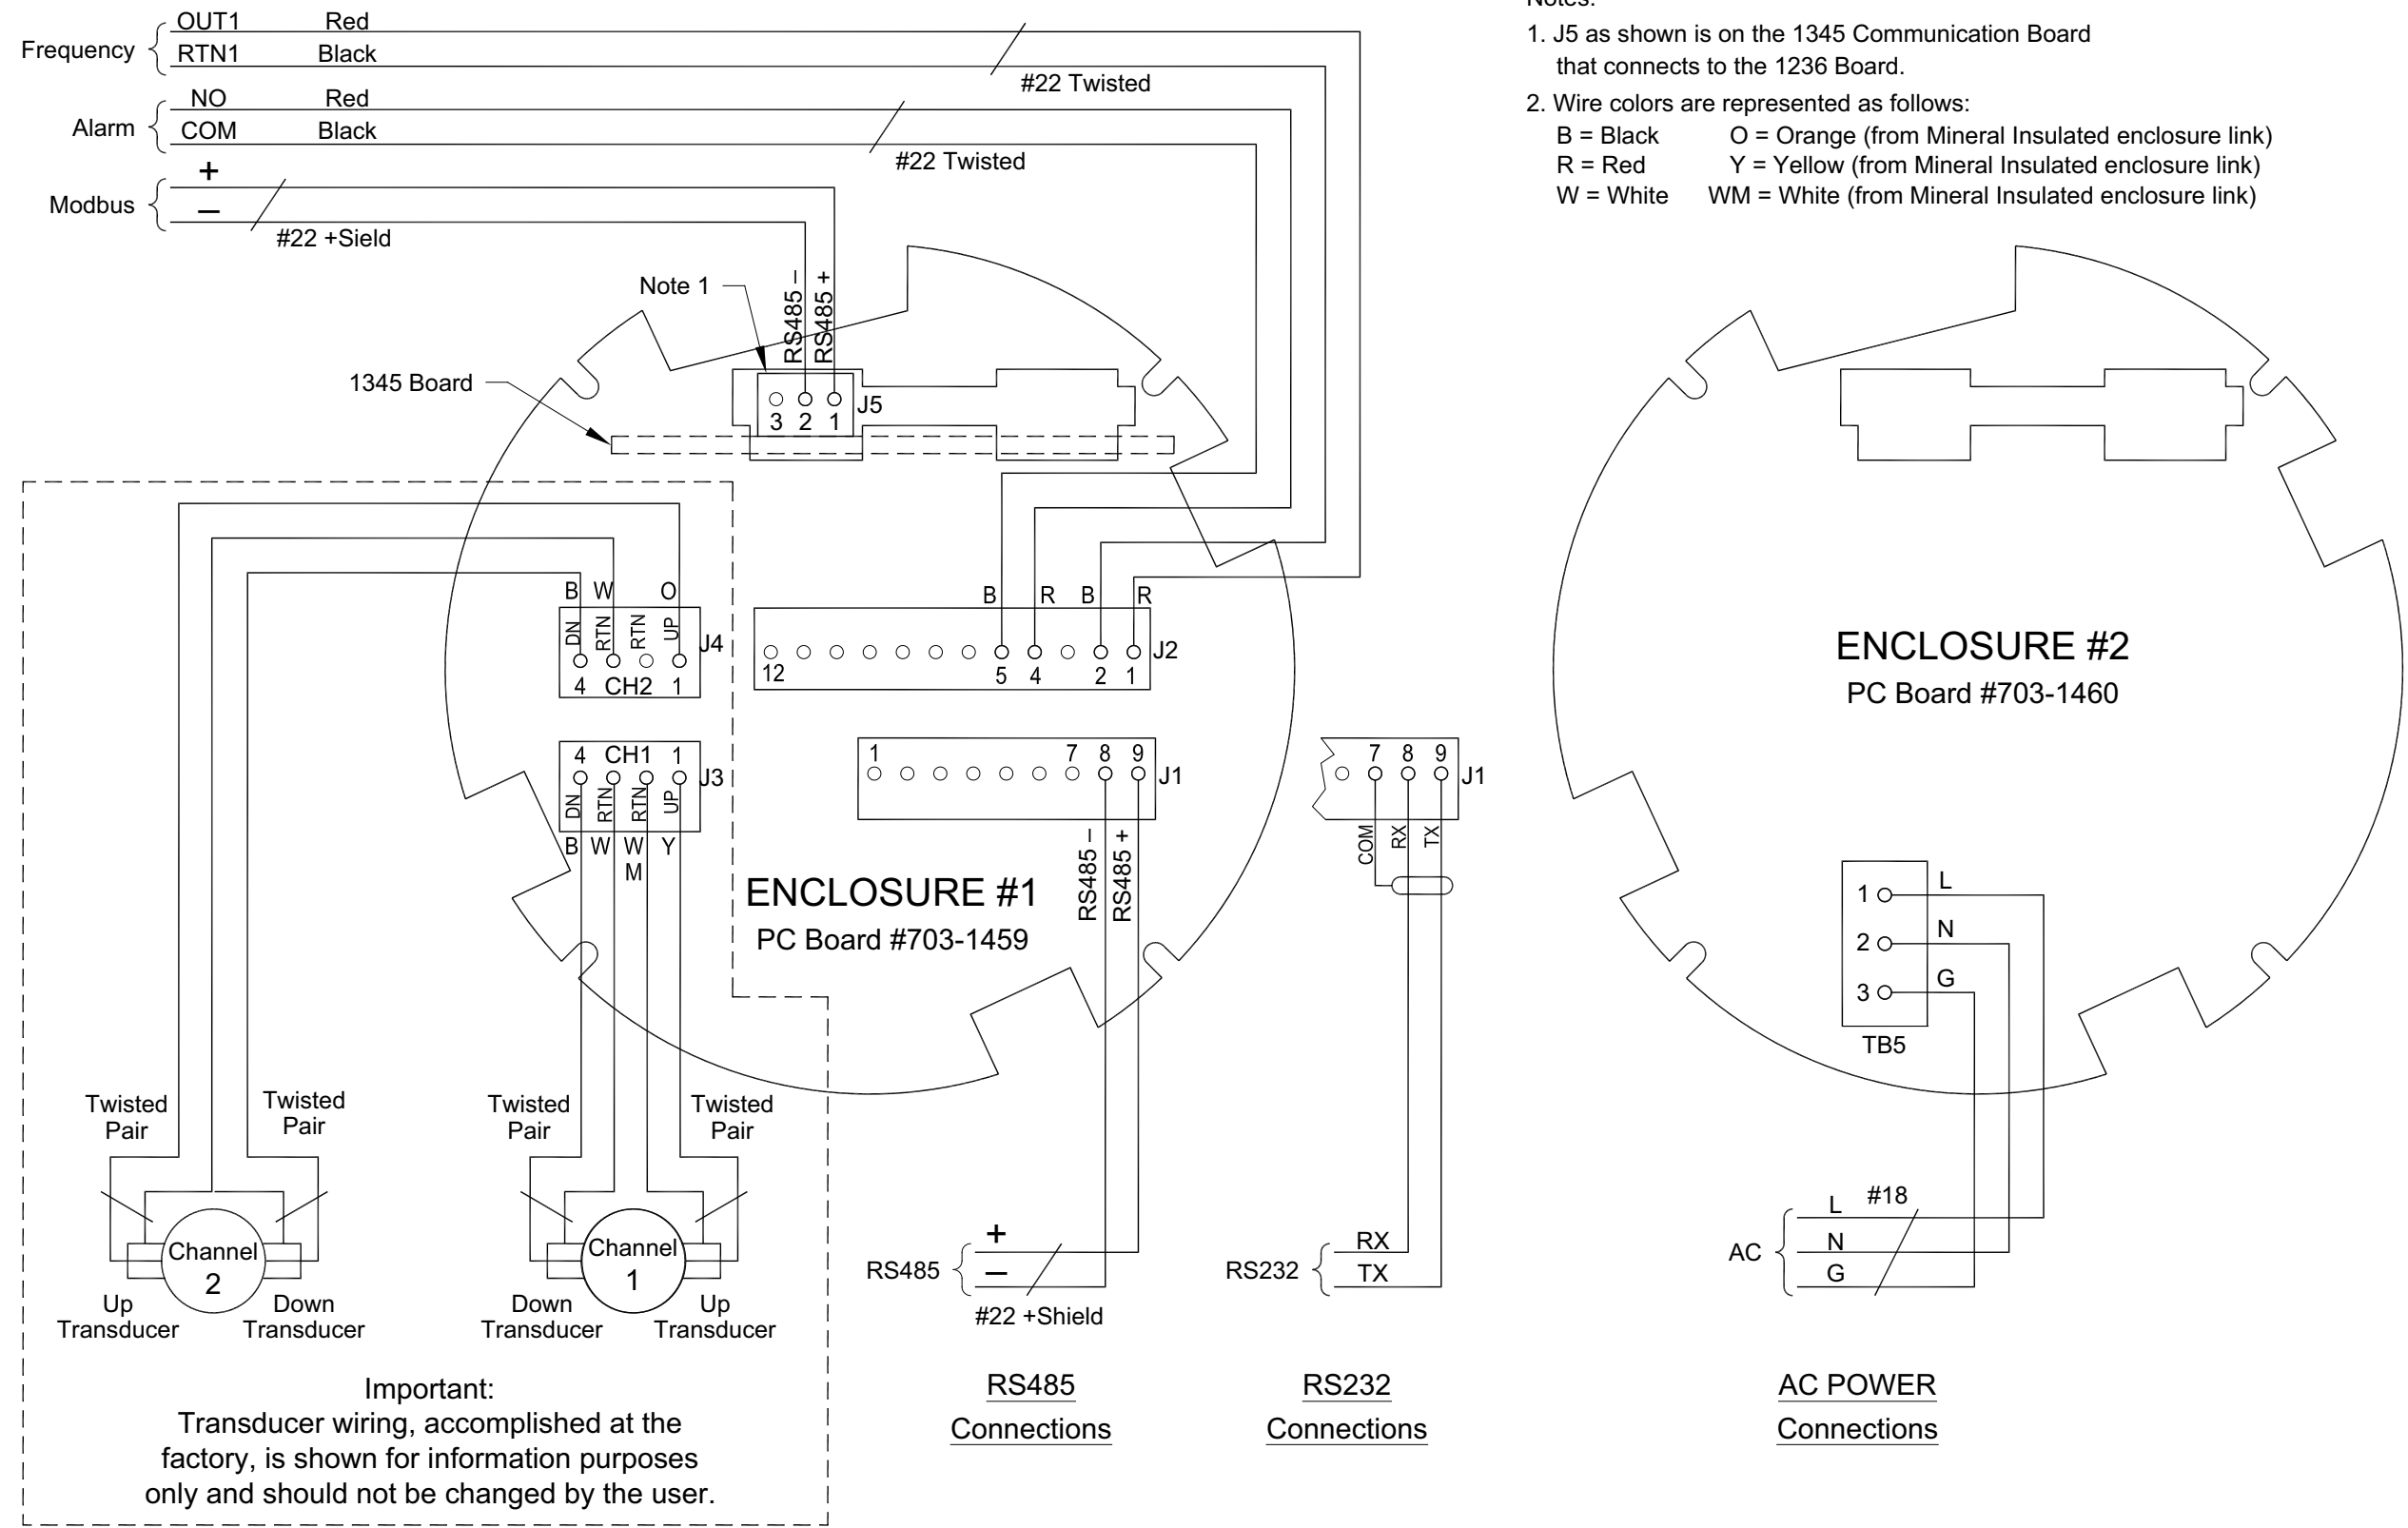 Notes:
1. J5 as shown is on the 1345 Communication Board
that connects to the 1236 Board.
2. Wire colors are represented as follows:
B = Black O = Orange (from Mineral Insulated enclosure link)
R = Red Y = Yellow (from Mineral Insulated enclosure link)
W = White WM = White (from Mineral Insulated enclosure link)
Frequency
OUT1 Red
RTN1 Black
#22 Twisted
Alarm
NO Red
COM Black
#22 Twisted
Modbus
+
–
#22 +Sield
Note 1
RS485 –
RS485 +
1345 Board
J5
3 2 1
B W O
DN RTN RTN UP
J4
4 CH2 1
B R B R
J2
12 5 4 2 1
4 CH1 1
J3
DN RTN RTN UP
B W W Y
M
1 7 8 9
J1
RS485 –
RS485 +
ENCLOSURE #1
PC Board #703-1459
7 8 9
J1
COM RX TX
ENCLOSURE #2
PC Board #703-1460
1 L
2 N
3 G
TB5
Twisted
Pair
Twisted
Pair
Twisted
Pair
Twisted
Pair
Channel
2
Up
Transducer
Down
Transducer
Channel
1
Down
Transducer
Up
Transducer
RS485
+
–
#22 +Shield
RS232
RX
TX
AC
L
N
G
#18
Important:
Transducer wiring, accomplished at the
factory, is shown for information purposes
only and should not be changed by the user.
RS485
Connections
RS232
Connections
AC POWER
Connections